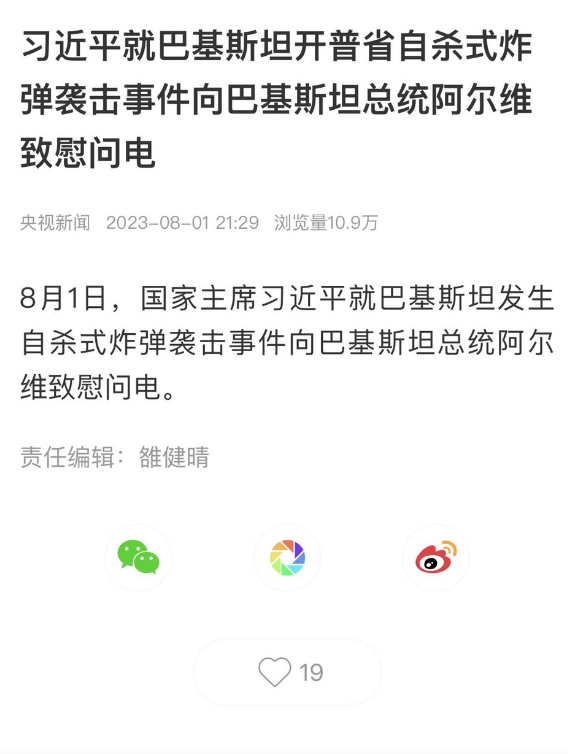 习近平就巴基斯坦开普省自杀式炸
弹袭击事件向巴基斯坦总统阿尔维
致慰问电
央视新闻 2023-08-01 21:29 浏览量10.9万
8月1日，国家主席习近平就巴基斯坦发生
自杀式炸弹袭击事件向巴基斯坦总统阿尔
维致慰问电。
责任编辑：雒健晴
19